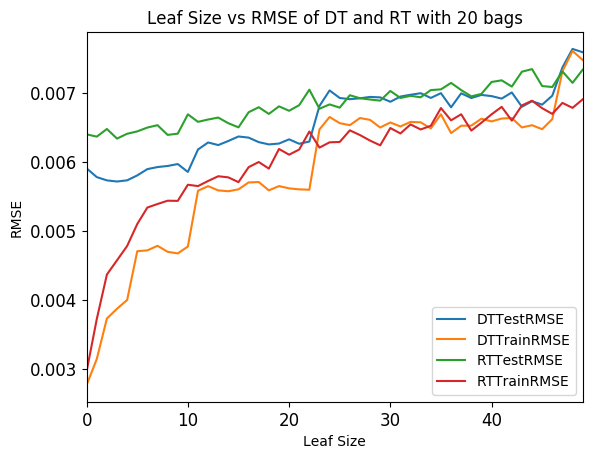 Leaf Size vs RMSE of DT and RT with 20 bags
RMSE
0.007
0.006
0.005
0.004
0.003
DTTestRMSE
DTTrainRMSE
RTTestRMSE
RTTrainRMSE
0 10 20 30 40
Leaf Size